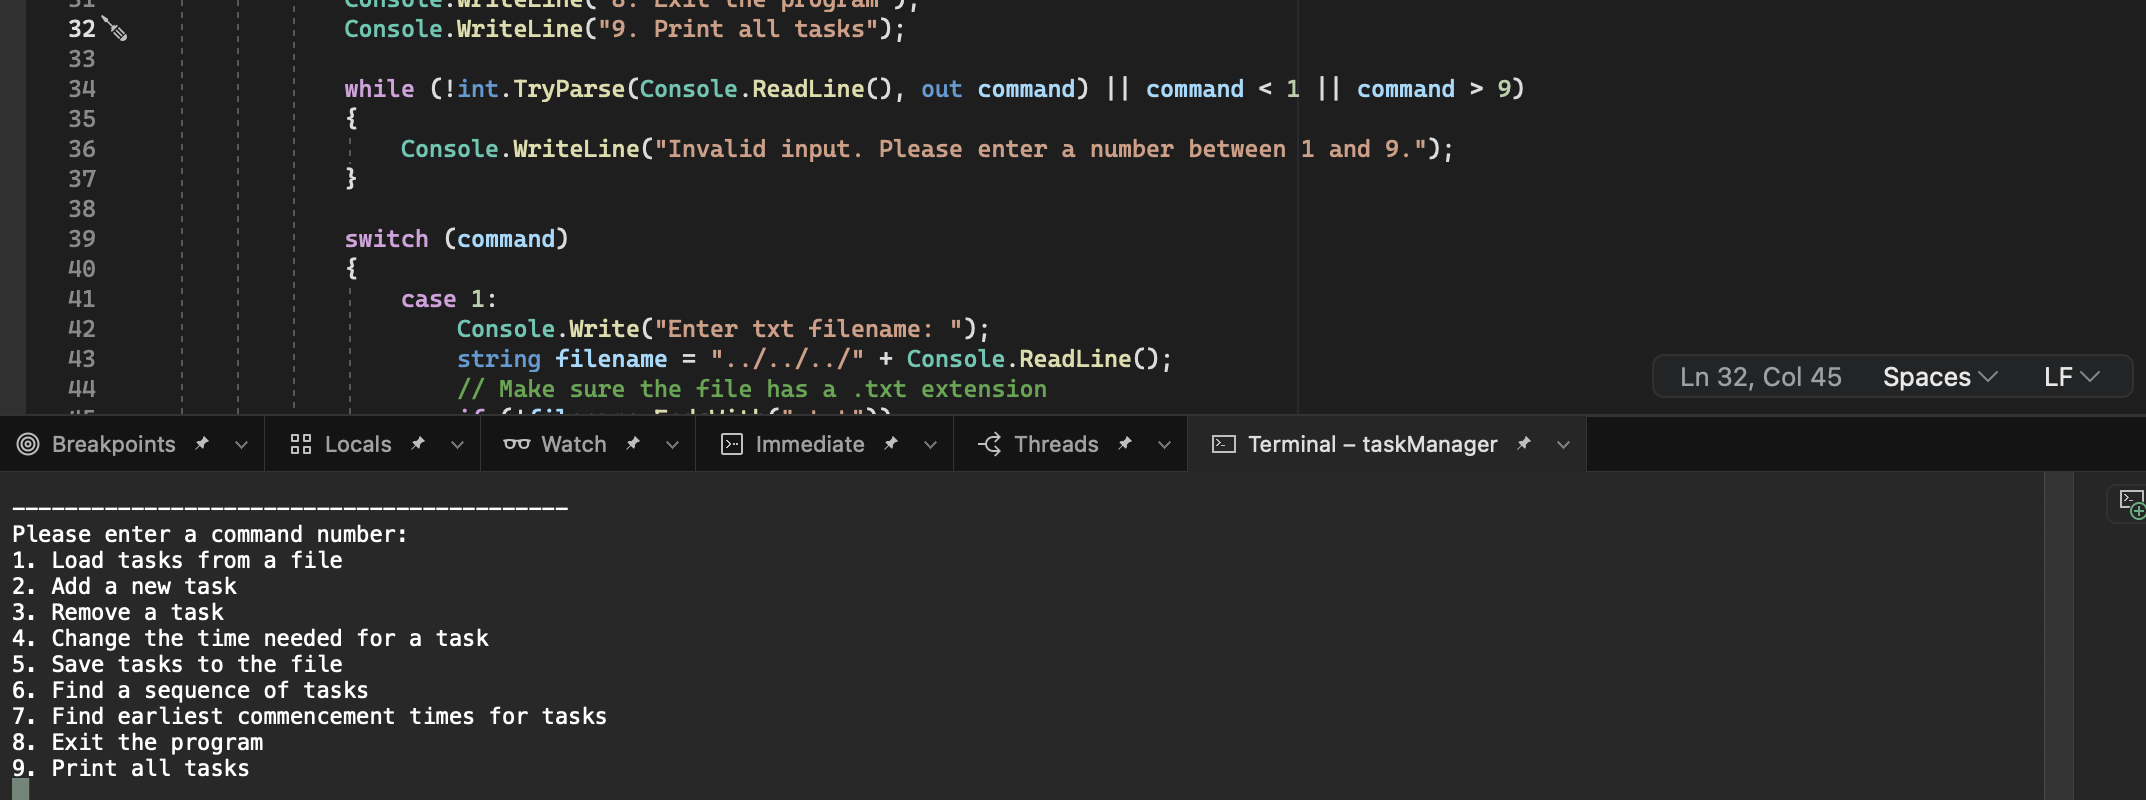 31 Console.WriteLine("8. Exit the program");
32 Console.WriteLine("9. Print all tasks");
33
34 while (!int.TryParse(Console.ReadLine(), out command) || command < 1 || command > 9)
35 {
36 Console.WriteLine("Invalid input. Please enter a number between 1 and 9.");
37 }
38
39 switch (command)
40 {
41 case 1:
42 Console.Write("Enter txt filename: ");
43 string filename = "../../../" + Console.ReadLine();
44 // Make sure the file has a .txt extension
Ln 32, Col 45 Spaces LF
Breakpoints Locals Watch Immediate Threads Terminal – taskManager
------------------------------------------
Please enter a command number:
1. Load tasks from a file
2. Add a new task
3. Remove a task
4. Change the time needed for a task
5. Save tasks to the file
6. Find a sequence of tasks
7. Find earliest commencement times for tasks
8. Exit the program
9. Print all tasks